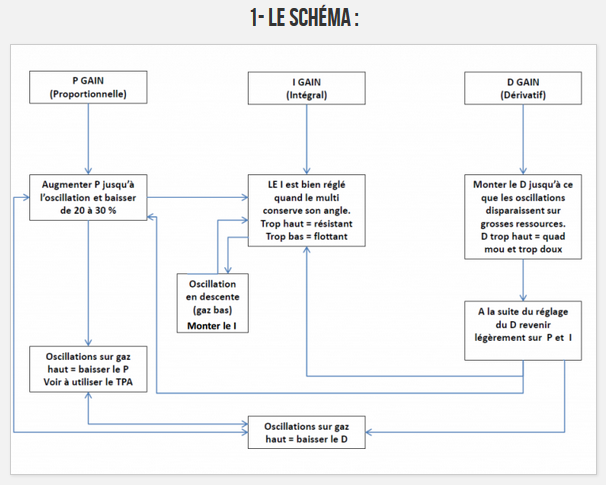 1- LE SCHÉMA :
P GAIN
(Proportionnelle)
I GAIN
(Intégral)
D GAIN
(Dérivatif)
Augmenter P jusqu'à
l'oscillation et baisser
de 20 à 30 %
LE I est bien réglé
quand le multi
conserve son angle.
Trop haut = résistant
Trop bas = flottant
Monter le D jusqu'à ce
que les oscillations
disparaissent sur
grosses ressources.
D trop haut = quad
mou et trop doux
Oscillation
en descente
(gaz bas)
Monter le I
A la suite du réglage
du D revenir
légèrement sur P et I
Oscillations sur gaz
haut = baisser le P
Voir à utiliser le TPA
Oscillations sur gaz
haut = baisser le D